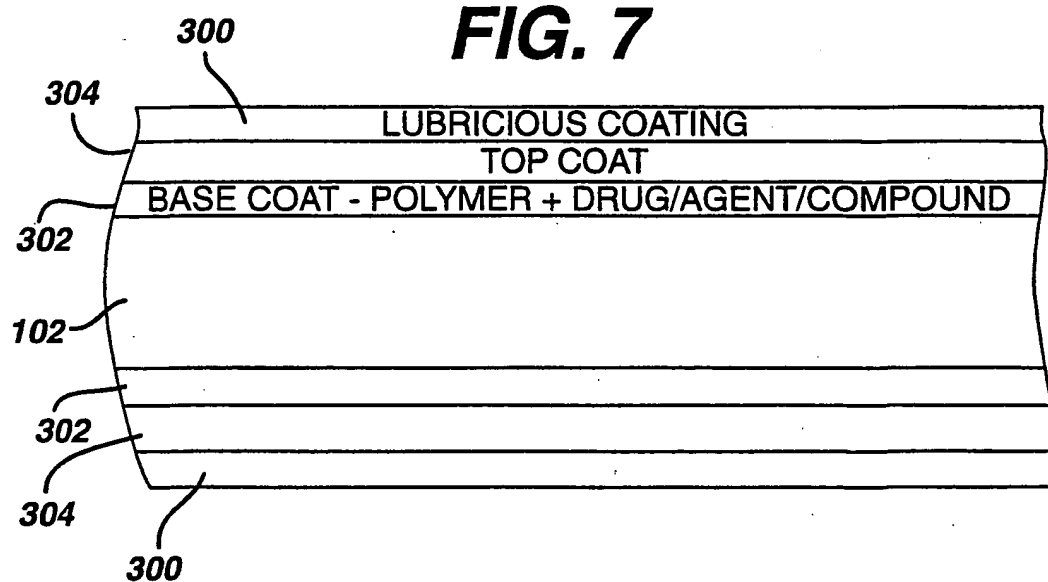 FIG. 7
300
304
LUBRICIOUS COATING
TOP COAT
BASE COAT - POLYMER + DRUG/AGENT/COMPOUND
302
102
302
304
300